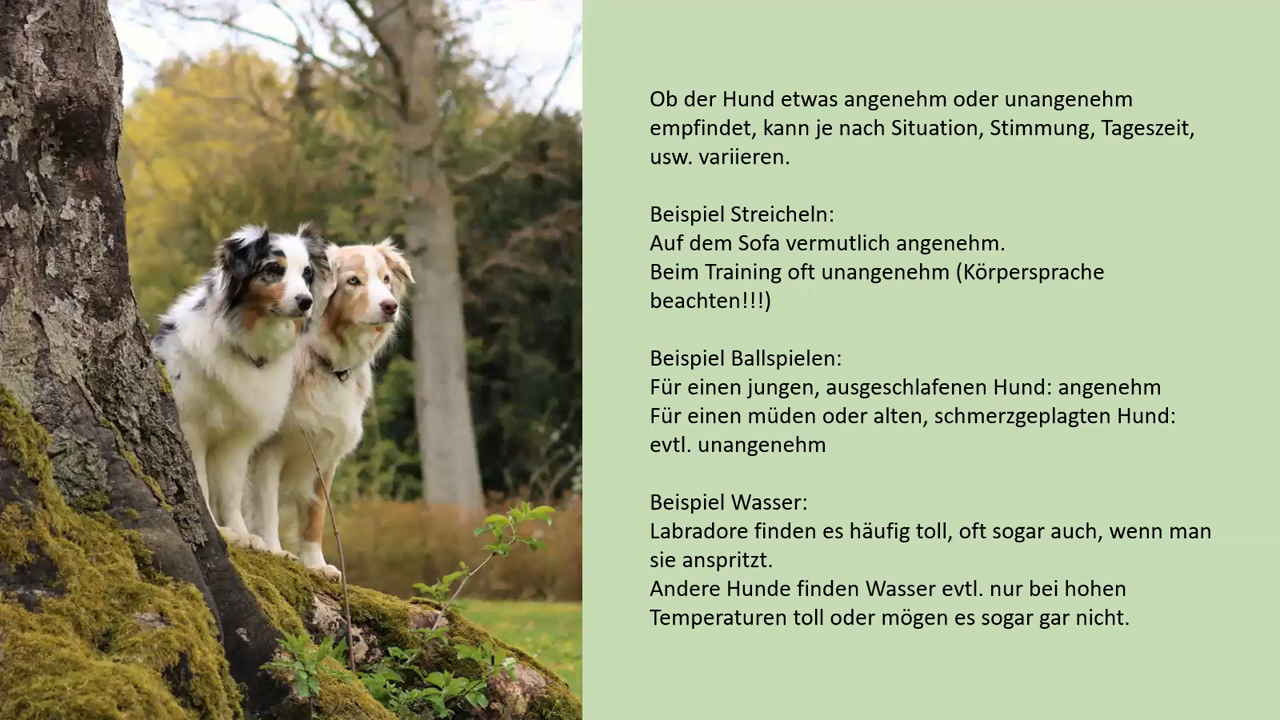 Ob der Hund etwas angenehm oder unangenehm
empfindet, kann je nach Situation, Stimmung, Tageszeit,
usw. variieren.
Beispiel Streicheln:
Auf dem Sofa vermutlich angenehm.
Beim Training oft unangenehm (Körpersprache
beachten!!!)
Beispiel Ballspielen:
Für einen jungen, ausgeschlafenen Hund: angenehm
Für einen müden oder alten, schmerzgeplagten Hund:
evtl. unangenehm
Beispiel Wasser:
Labradore finden es häufig toll, oft sogar auch, wenn man
sie anspritzt.
Andere Hunde finden Wasser evtl. nur bei hohen
Temperaturen toll oder mögen es sogar gar nicht.